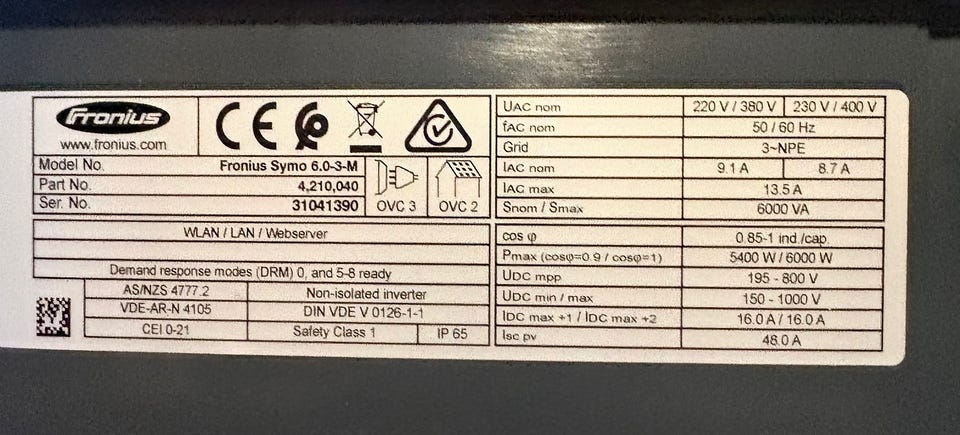 Fronius
www.fronius.com
CE
Model No. Fronius Symo 6.0-3-M
Part No. 4,210,040
Ser. No. 31041390
OVC 3 OVC 2
WLAN / LAN / Webserver
Demand response modes (DRM) 0, and 5-8 ready
AS/NZS 4777.2 Non-isolated inverter
VDE-AR-N 4105 DIN VDE V 0126-1-1
CEI 0-21 Safety Class 1 IP 65
UAC nom 220 V / 380 V 230 V / 400 V
fAC nom 50 / 60 Hz
Grid 3~NPE
IAC nom 9.1 A 8.7 A
IAC max 13.5 A
Snom / Smax 6000 VA
cos φ 0.85-1 ind./cap.
Pmax (cosφ=0.9 / cosφ=1) 5400 W / 6000 W
UDC mpp 195 - 800 V
UDC min / max 150 - 1000 V
IDC max +1 / IDC max +2 16.0 A / 16.0 A
Isc pv 48.0 A